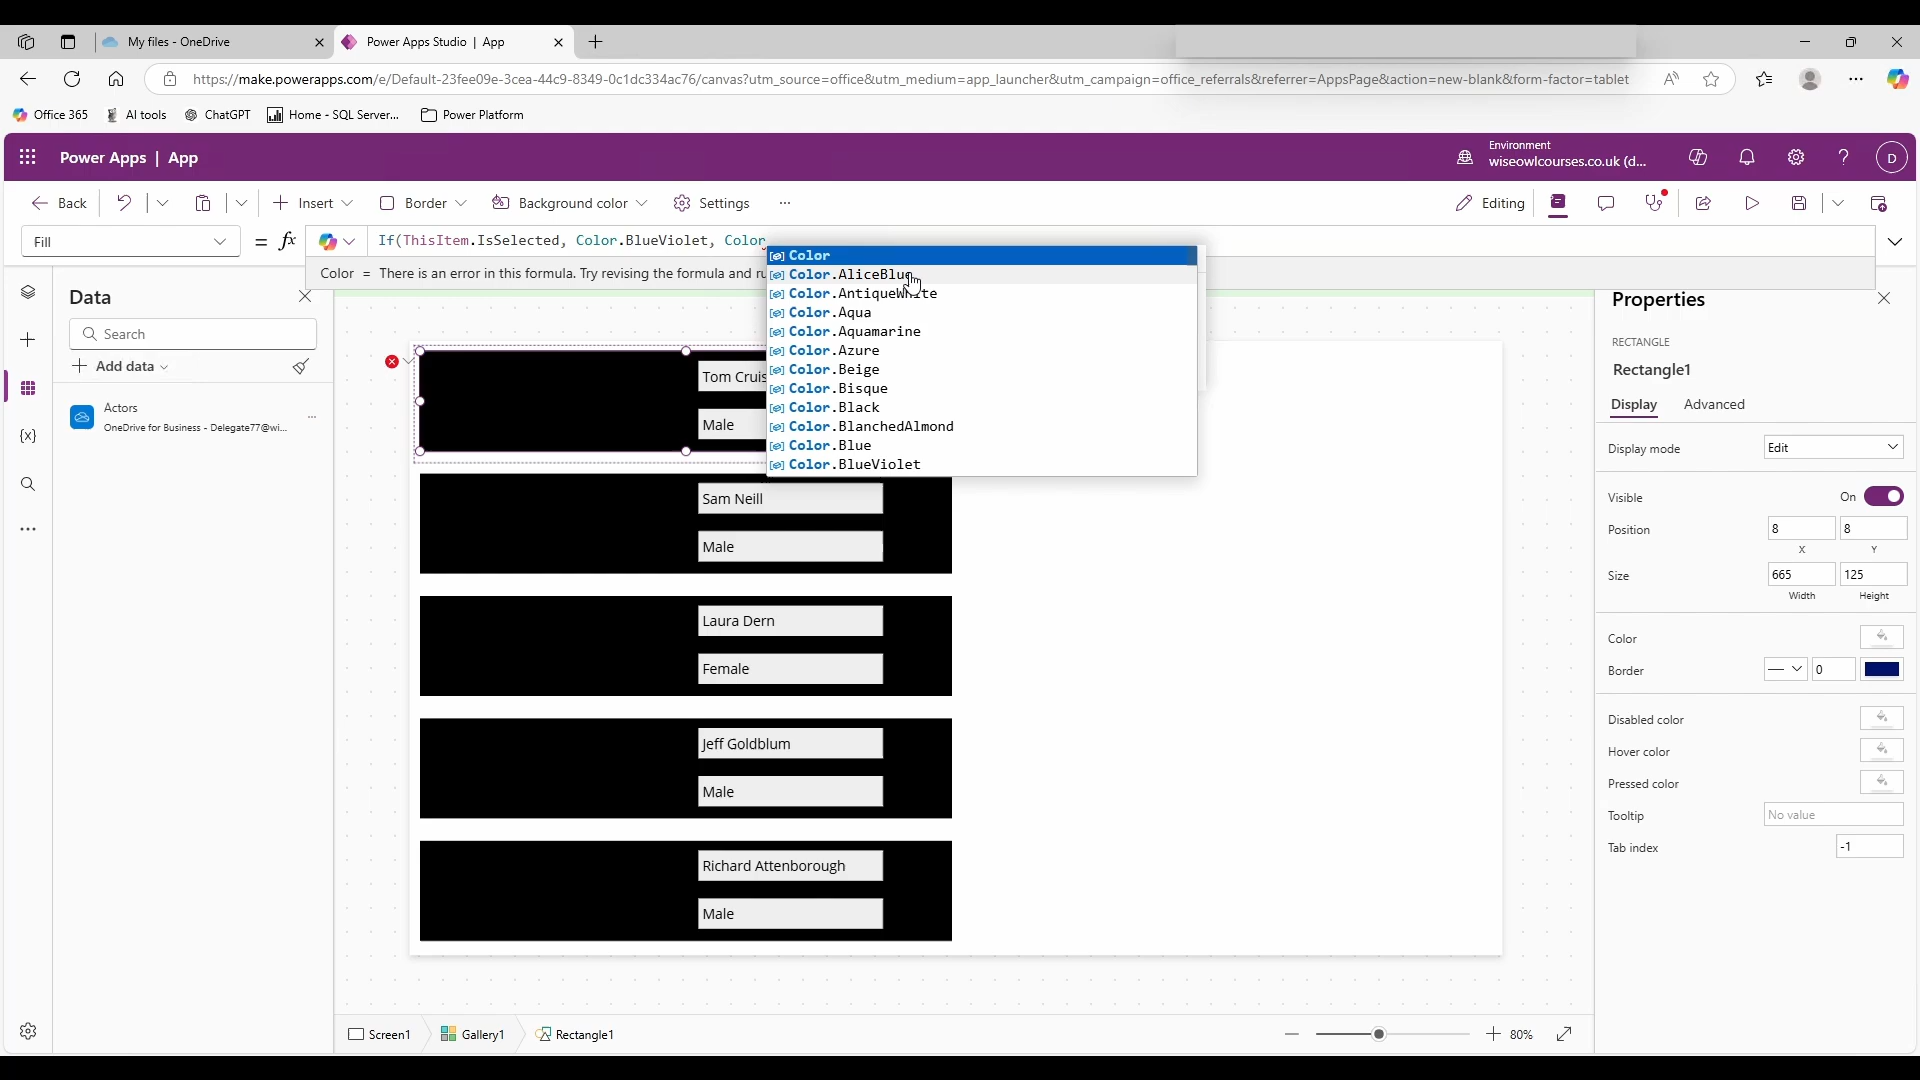 My files - OneDrive
Power Apps Studio | App
https://make.powerapps.com/e/Default-23fee09e-3cea-44c9-8349-0c1dc334ac76/canvas?utm_source=office&utm_medium=app_launcher&utm_campaign=office_referrals&referrer=AppsPage&action=new-blank&form-factor=tablet
Office 365
AI tools
ChatGPT
Home - SQL Server...
Power Platform
Power Apps | App
Environment
wiseowlcourses.co.uk (d...
D
Back
Insert
Border
Background color
Settings
Editing
Fill
= fx
If(ThisItem.IsSelected, Color.BlueViolet, Color
Color = There is an error in this formula. Try revising the formula and ru
Color
Color.AliceBlue
Color.AntiqueWhite
Color.Aqua
Color.Aquamarine
Color.Azure
Color.Beige
Color.Bisque
Color.Black
Color.BlanchedAlmond
Color.Blue
Color.BlueViolet
Data
Search
Add data
Actors
OneDrive for Business - Delegate77@wi...
Tom Cruis
Male
Sam Neill
Male
Laura Dern
Female
Jeff Goldblum
Male
Richard Attenborough
Male
Properties
RECTANGLE
Rectangle1
Display
Advanced
Display mode
Edit
Visible
On
Position
8
8
X
Y
Size
665
125
Width
Height
Color
Border
0
Disabled color
Hover color
Pressed color
Tooltip
No value
Tab index
-1
Screen1
Gallery1
Rectangle1
80%